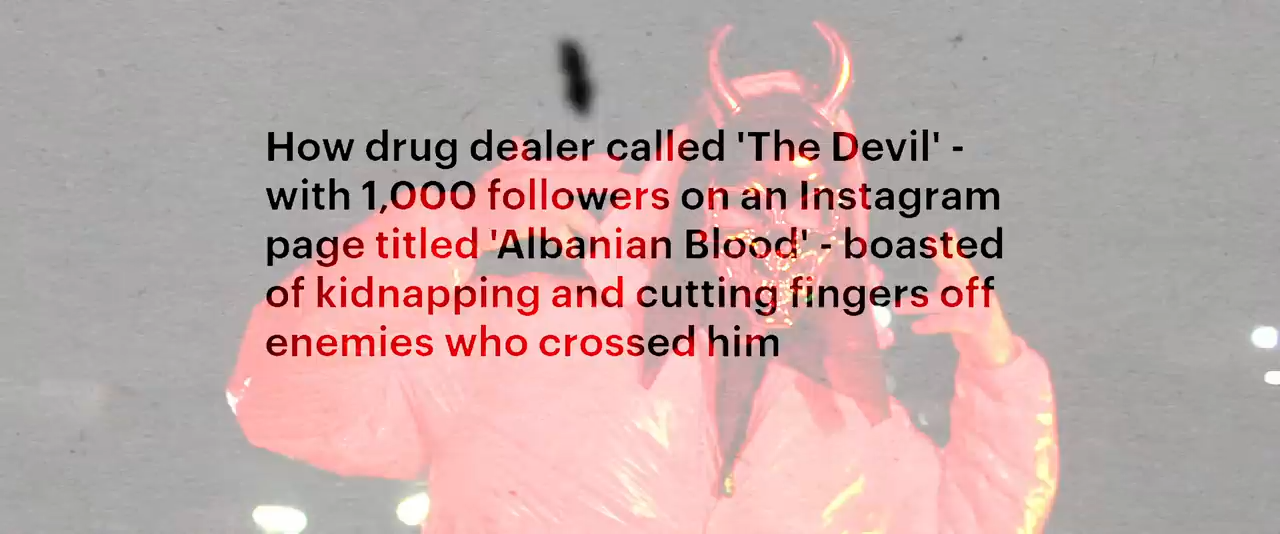 How drug dealer called 'The Devil' -
with 1,000 followers on an Instagram
page titled 'Albanian Blood' - boasted
of kidnapping and cutting fingers off
enemies who crossed him